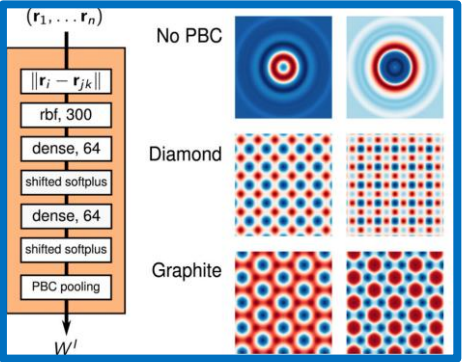 (r₁, . . . rₙ)
‖rᵢ − rⱼₖ‖
rbf, 300
dense, 64
shifted softplus
dense, 64
shifted softplus
PBC pooling
Wˡ
No PBC
Diamond
Graphite